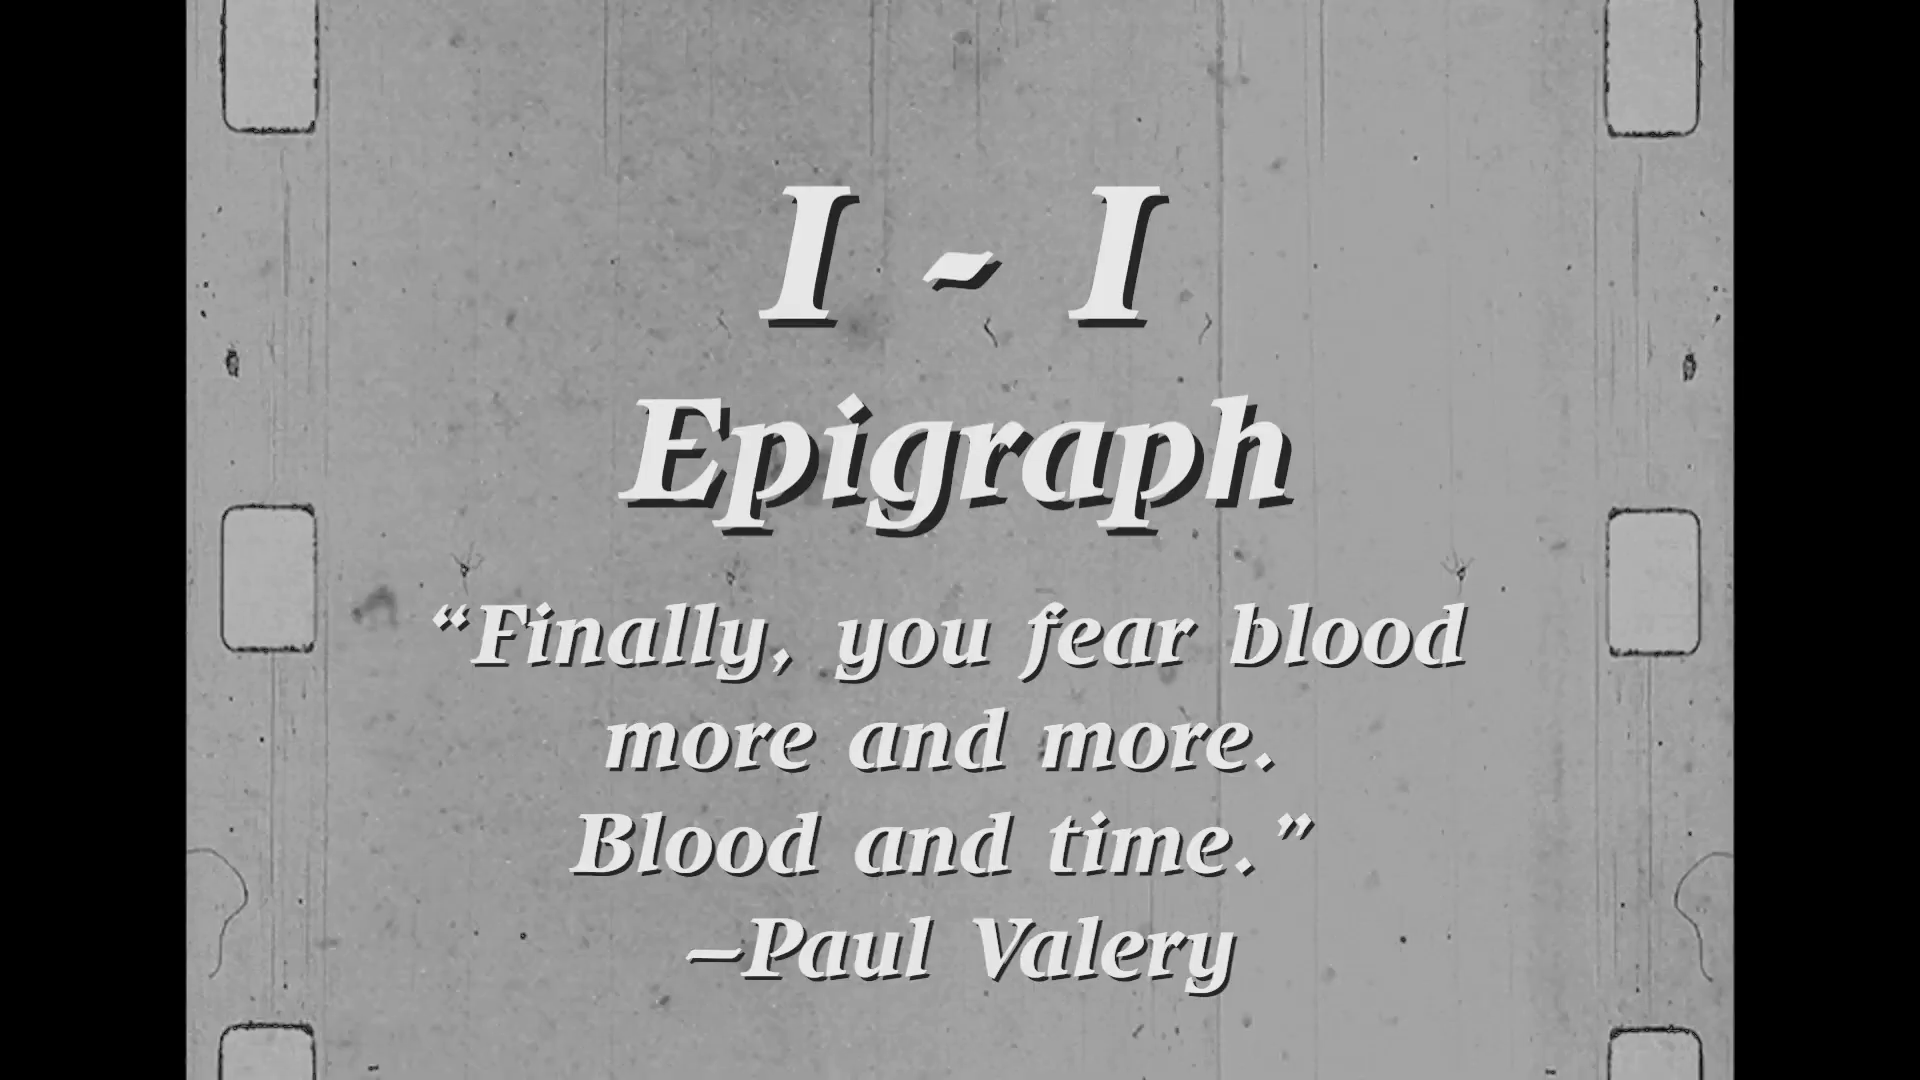 I - I
Epigraph
“Finally, you fear blood
more and more.
Blood and time.”
—Paul Valery